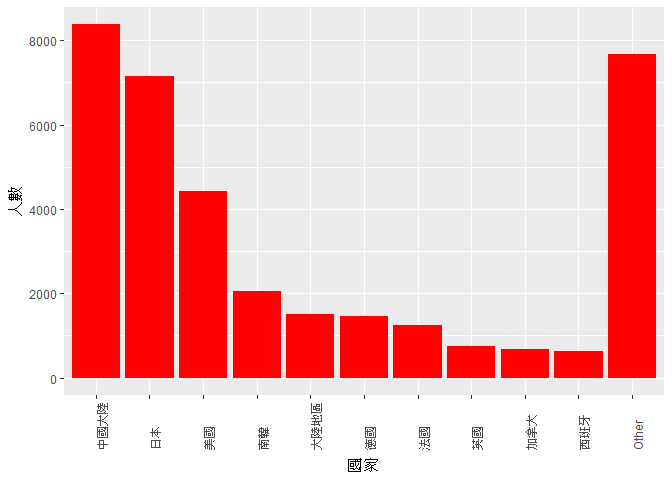 人數
8000
6000
4000
2000
0
中國大陸
日本
美國
南韓
大陸地區
德國
法國
英國
加拿大
西班牙
Other
國家